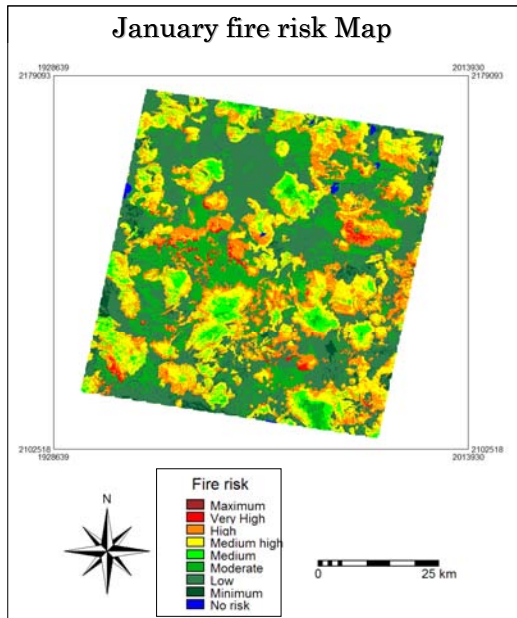 January fire risk Map
1928639 2013930
2179093 2179093
2102518 2102518
1928639 2013930
N
Fire risk
Maximum
Very High
High
Medium high
Medium
Moderate
Low
Minimum
No risk
0 25 km